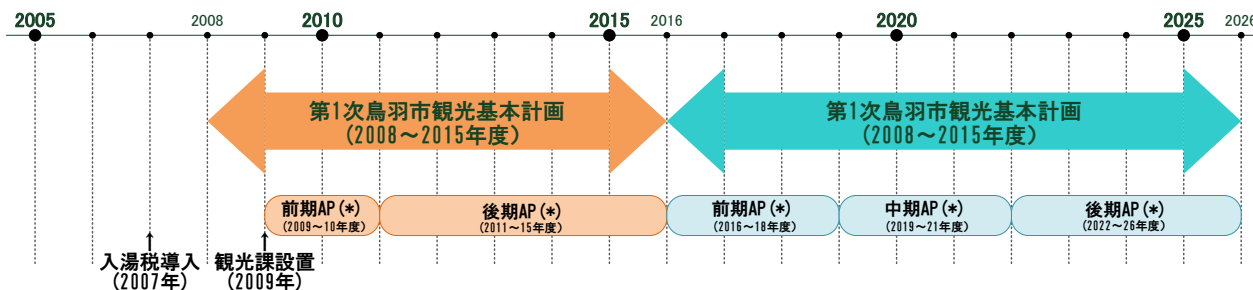 2005 2008 2010 2015 2016 2020 2025 2026
第1次鳥羽市観光基本計画
(2008～2015年度)
第1次鳥羽市観光基本計画
(2008～2015年度)
前期AP(*)
(2009～10年度)
後期AP(*)
(2011～15年度)
前期AP(*)
(2016～18年度)
中期AP(*)
(2019～21年度)
後期AP(*)
(2022～26年度)
入湯税導入
(2007年)
観光課設置
(2009年)